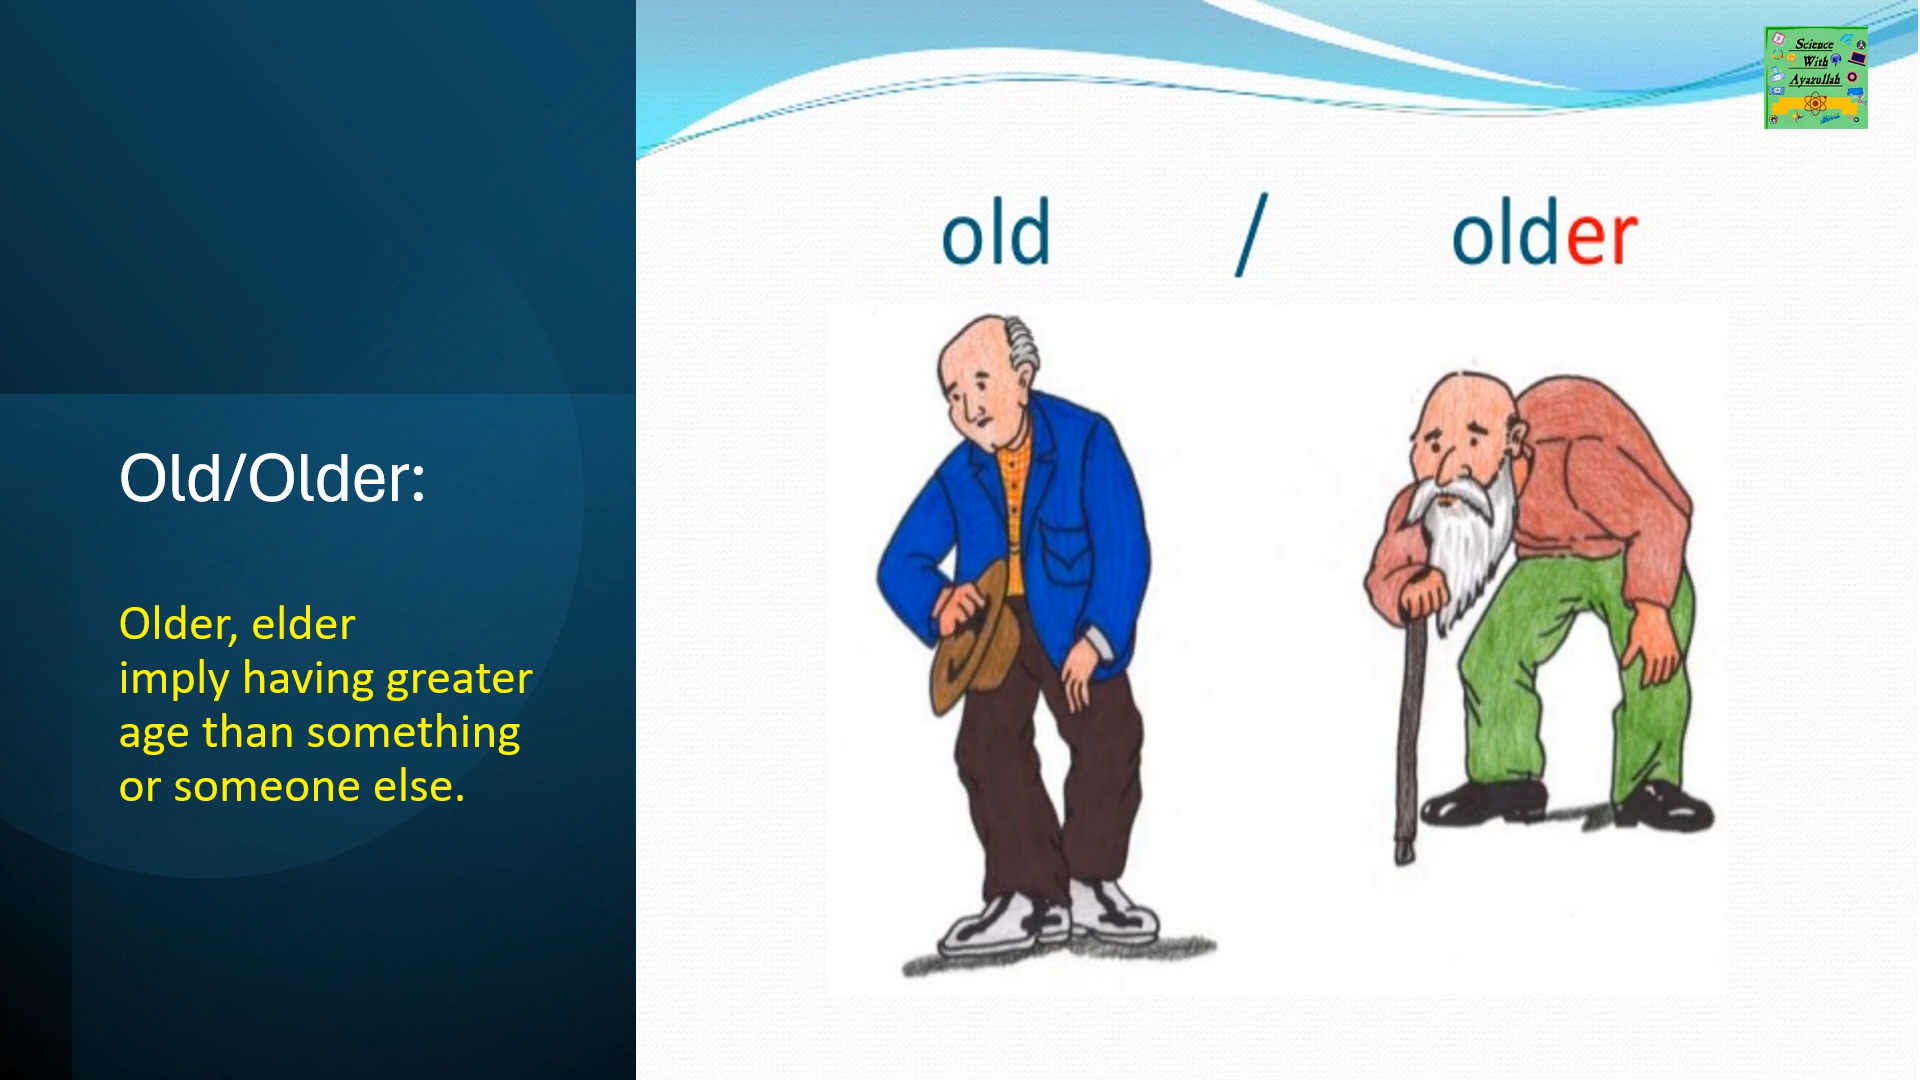 Science
With
Ayazullah
old / older
Old/Older:
Older, elder
imply having greater
age than something
or someone else.